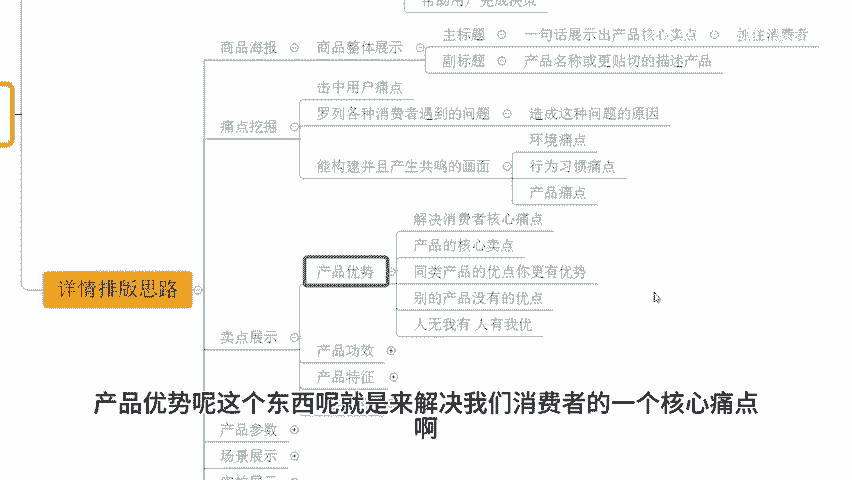 帮助用户完成决策
商品海报
商品整体展示
主标题
一句话展示出产品核心卖点
抓住消费者
副标题
产品名称或更贴切的描述产品
痛点挖掘
击中用户痛点
罗列各种消费者遇到的问题
造成这种问题的原因
能构建并且产生共鸣的画面
环境痛点
行为习惯痛点
产品痛点
详情排版思路
卖点展示
产品优势
解决消费者核心痛点
产品的核心卖点
同类产品的优点你更有优势
别的产品没有的优点
人无我有 人有我优
产品功效
产品特征
产品优势呢这个东西呢就是来解决我们消费者的一个核心痛点
啊
产品参数
场景展示